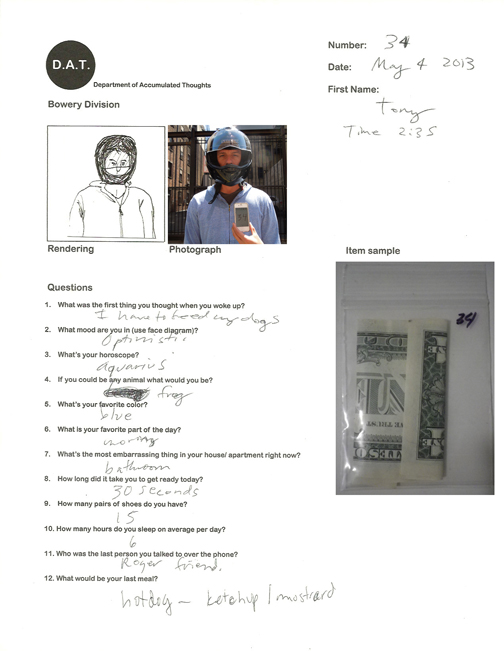 D.A.T.
Department of Accumulated Thoughts
Bowery Division
Number: 34
Date: May 4 2013
First Name:
Tony
Time 2:35
Rendering
Photograph
Item sample
34
Questions
1. What was the first thing you thought when you woke up?
I have to feed my dogs
2. What mood are you in (use face diagram)?
Optimistic
3. What's your horoscope?
aquarius
4. If you could be any animal what would you be?
frog
5. What's your favorite color?
blue
6. What is your favorite part of the day?
morning
7. What's the most embarrassing thing in your house/ apartment right now?
bathroom
8. How long did it take you to get ready today?
30 seconds
9. How many pairs of shoes do you have?
15
10. How many hours do you sleep on average per day?
6
11. Who was the last person you talked to over the phone?
Roger friend.
12. What would be your last meal?
hotdog – ketchup / mostrard